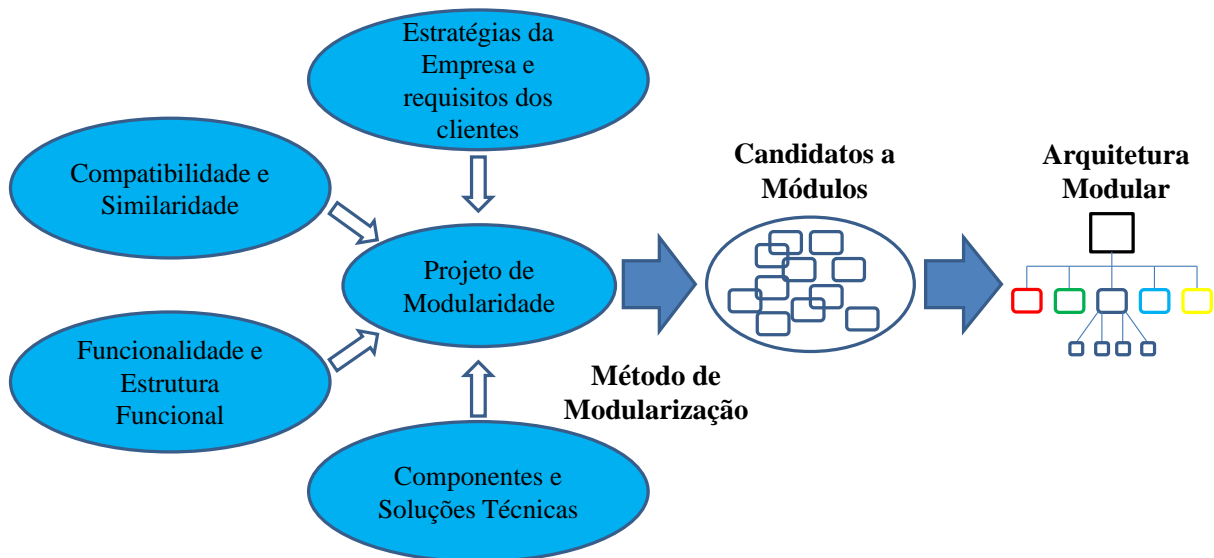 Estratégias da
Empresa e
requisitos dos
clientes
Compatibilidade e
Similaridade
Candidatos a
Módulos
Arquitetura
Modular
Projeto de
Modularidade
Funcionalidade e
Estrutura
Funcional
Método de
Modularização
Componentes e
Soluções Técnicas